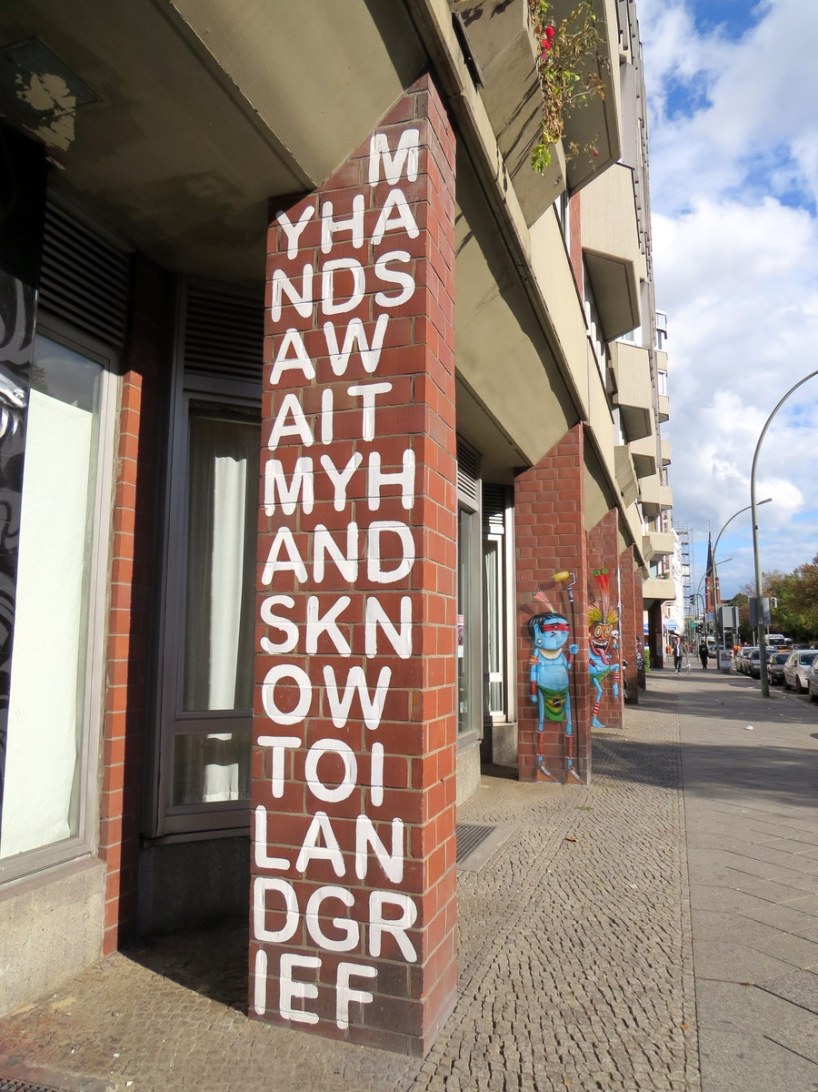 M
YHA
NDS
AW
AIT
MYH
AND
SKN
OW
TOI
LAN
DGR
IEF